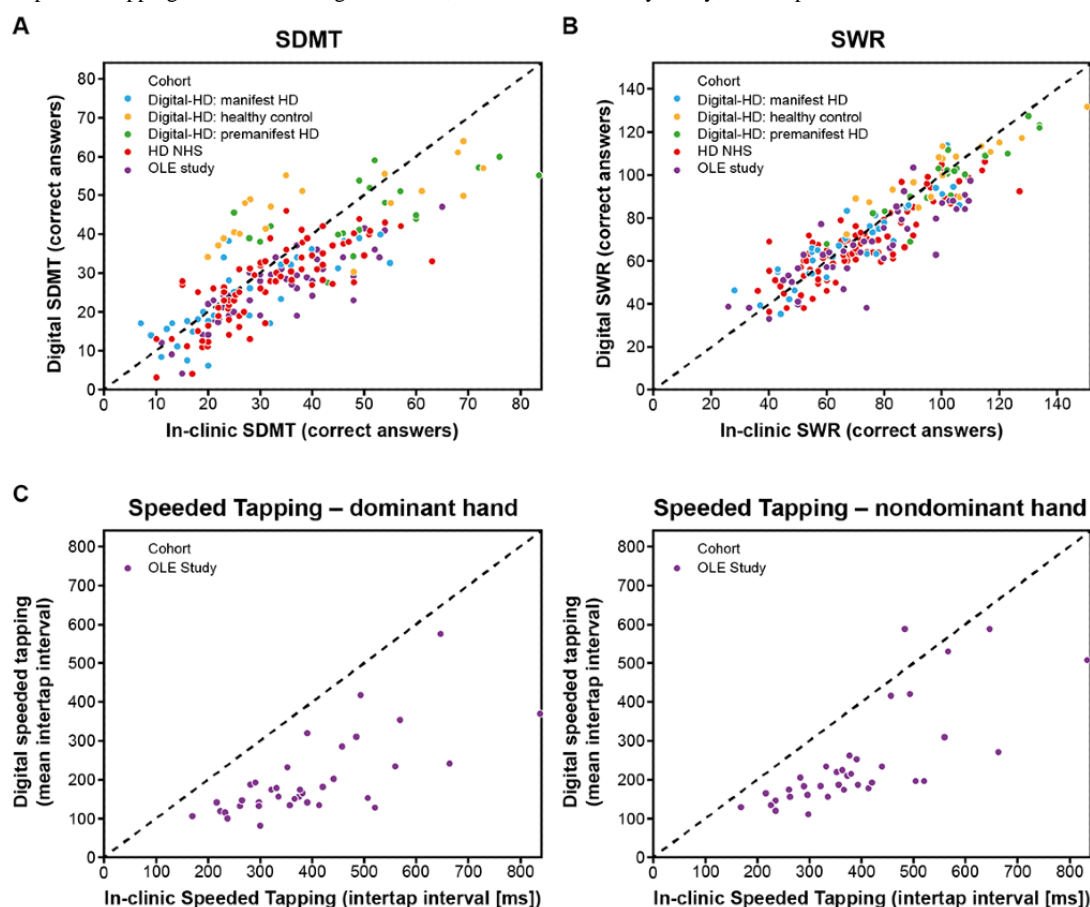 A
SDMT
Digital SDMT (correct answers)
80
70
60
50
40
30
20
10
0
Cohort
Digital-HD: manifest HD
Digital-HD: healthy control
Digital-HD: premanifest HD
HD NHS
OLE study
0 10 20 30 40 50 60 70 80
In-clinic SDMT (correct answers)
B
SWR
Digital SWR (correct answers)
140
120
100
80
60
40
20
0
Cohort
Digital-HD: manifest HD
Digital-HD: healthy control
Digital-HD: premanifest HD
HD NHS
OLE study
0 20 40 60 80 100 120 140
In-clinic SWR (correct answers)
C
Speeded Tapping – dominant hand
Digital speeded tapping
(mean intertap interval)
800
700
600
500
400
300
200
100
0
Cohort
OLE Study
0 100 200 300 400 500 600 700 800
In-clinic Speeded Tapping (intertap interval [ms])
Speeded Tapping – nondominant hand
Digital speeded tapping
(mean intertap interval)
800
700
600
500
400
300
200
100
0
Cohort
OLE Study
0 100 200 300 400 500 600 700 800
In-clinic Speeded Tapping (intertap interval [ms])